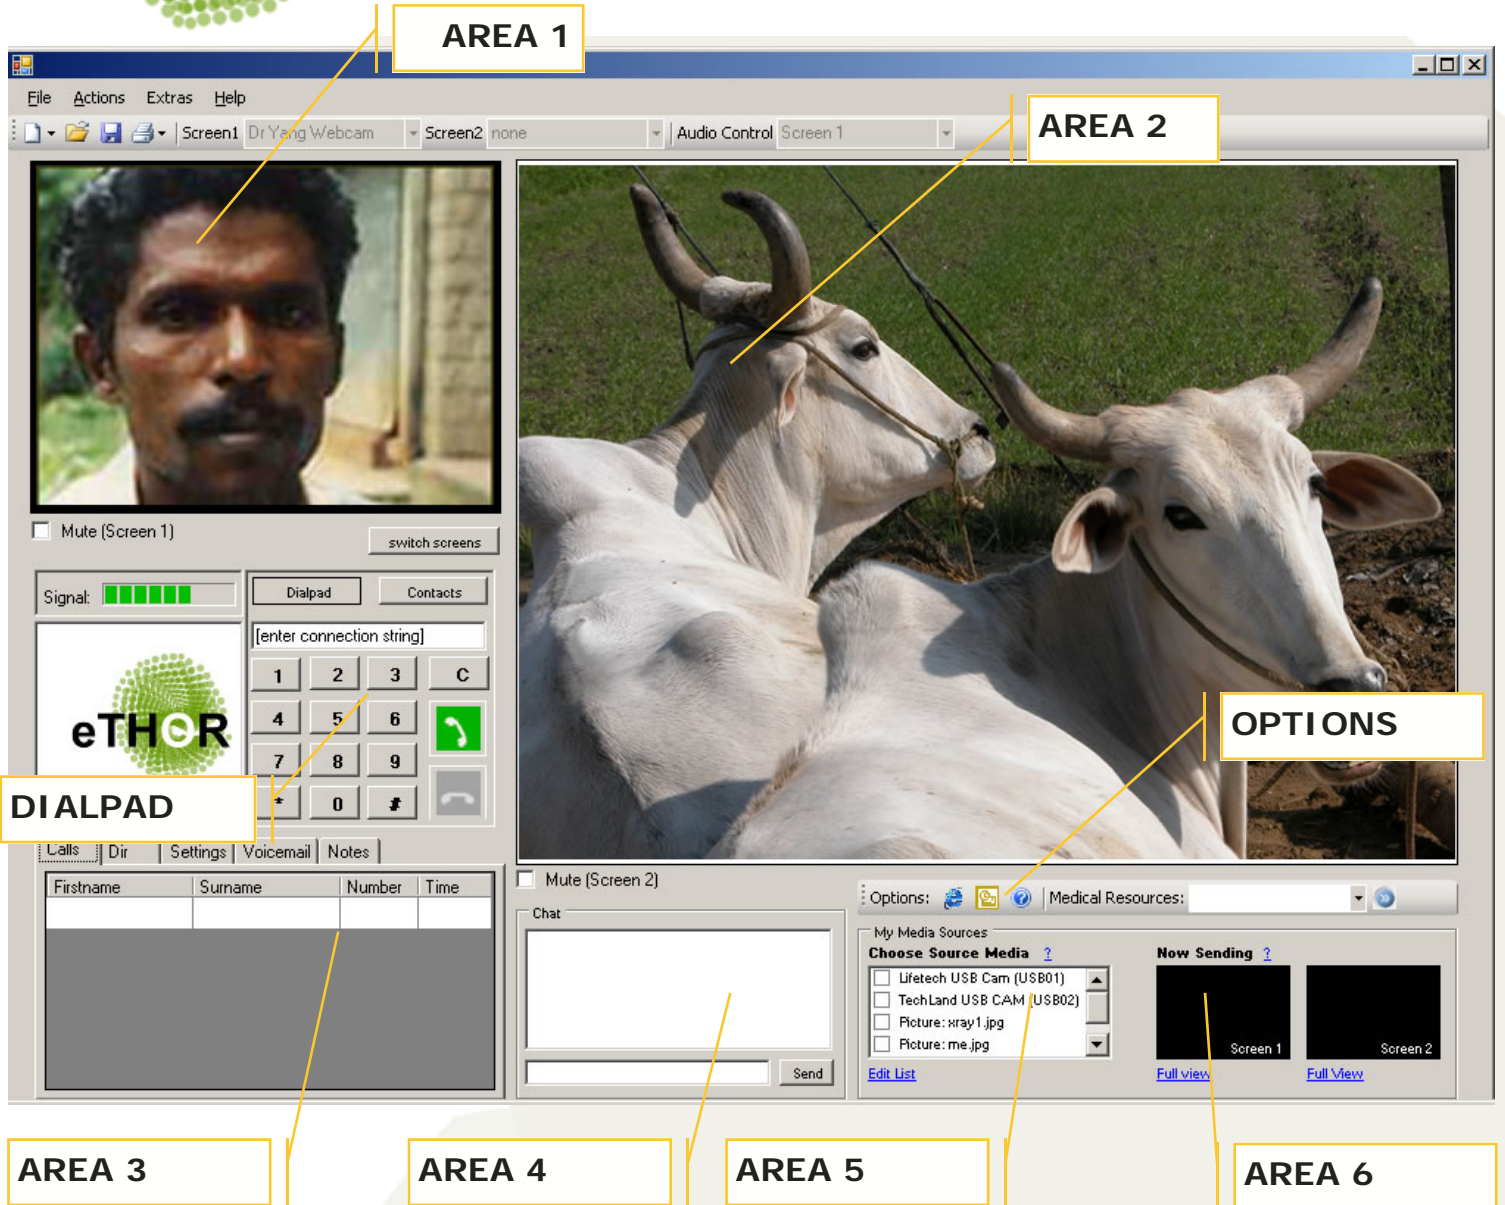 AREA 1
File Actions Extras Help
AREA 2
Screen1 Dr Yang Webcam Screen2 none Audio Control Screen 1
Mute (Screen 1)
switch screens
Signal:
Dialpad Contacts
[enter connection string]
1 2 3 C
4 5 6
7 8 9
* 0 #
eTHOR
DIALPAD
OPTIONS
Calls Dir Settings Voicemail Notes
Firstname Surname Number Time
Mute (Screen 2)
Chat
Send
Options: Medical Resources:
My Media Sources
Choose Source Media ? Now Sending ?
Lifetech USB Cam (USB01)
TechLand USB CAM (USB02)
Picture: xray1.jpg
Picture: me.jpg
Screen 1 Screen 2
Edit List Full view Full View
AREA 3 AREA 4 AREA 5 AREA 6